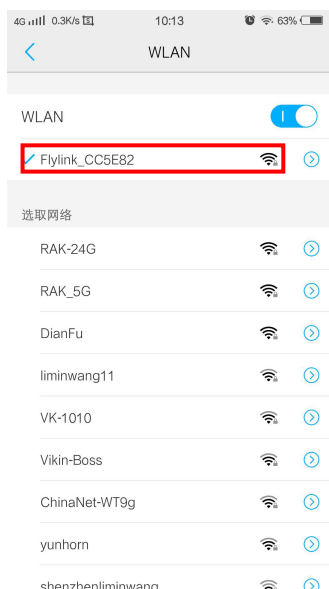 4G 0.3K/s 10:13 63%
WLAN
WLAN
Flylink_CC5E82
选取网络
RAK-24G
RAK_5G
DianFu
liminwang11
VK-1010
Vikin-Boss
ChinaNet-WT9g
yunhorn
shenzhenliminwang